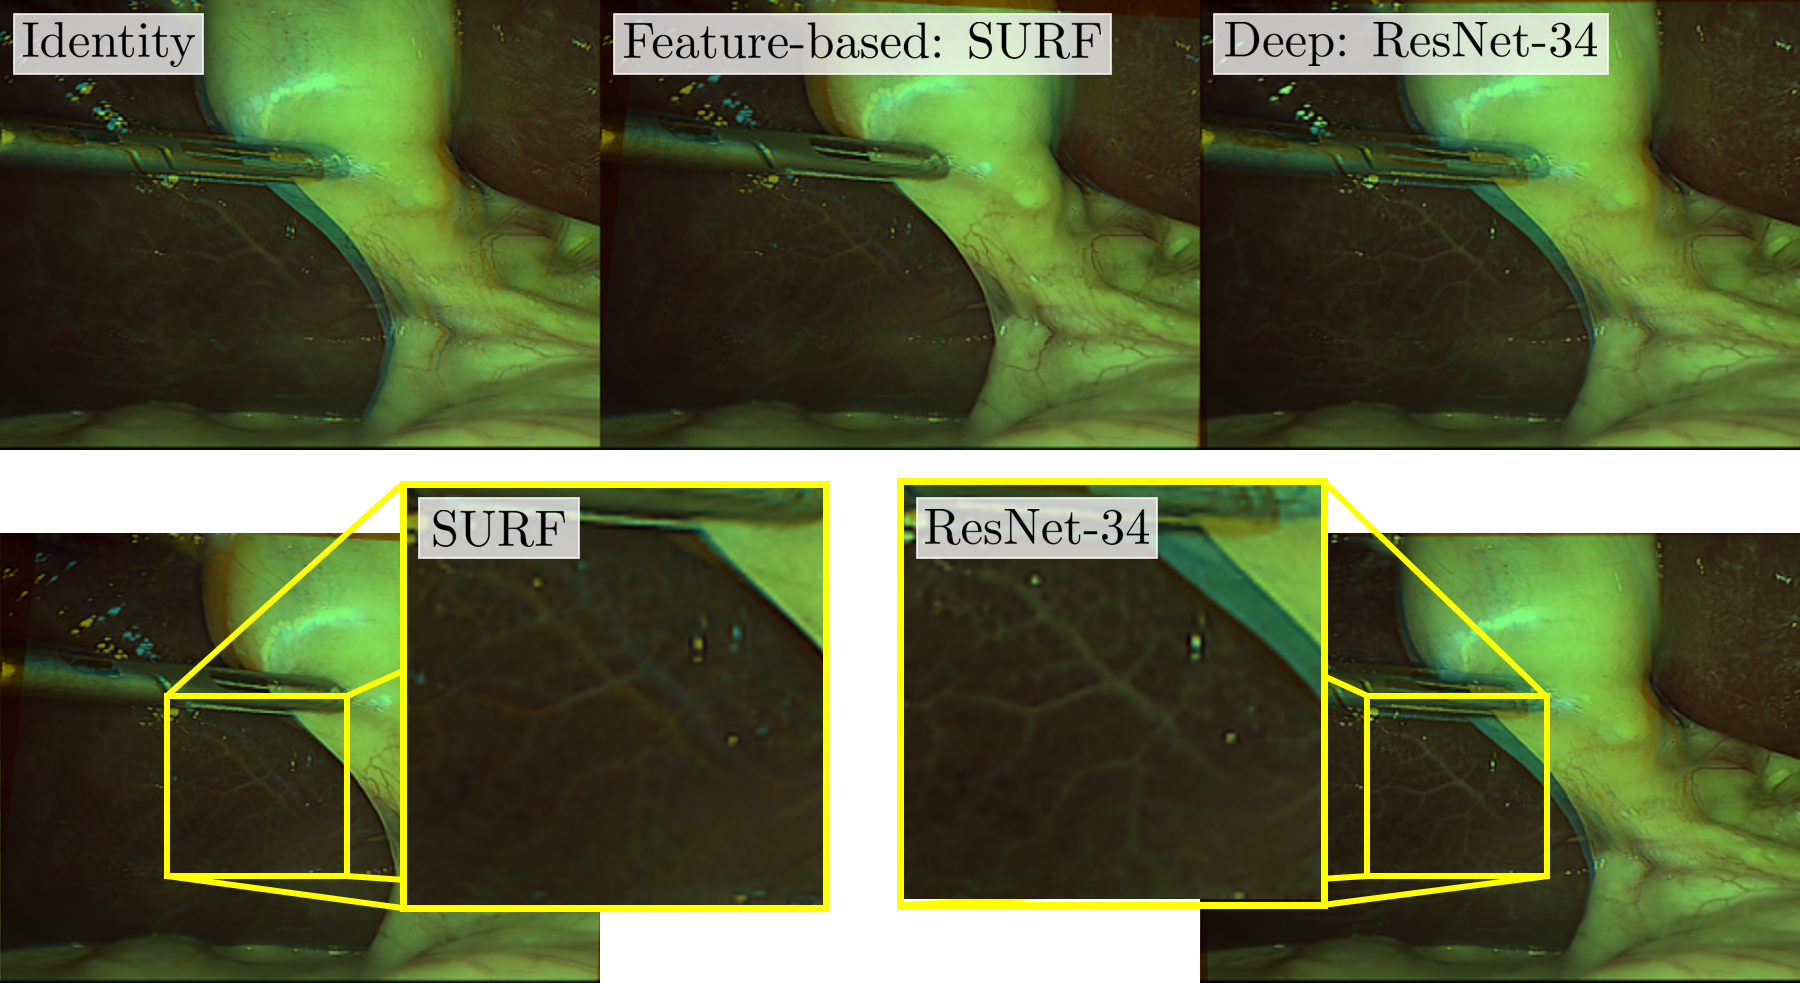 Identity
Feature-based: SURF
Deep: ResNet-34
SURF
ResNet-34